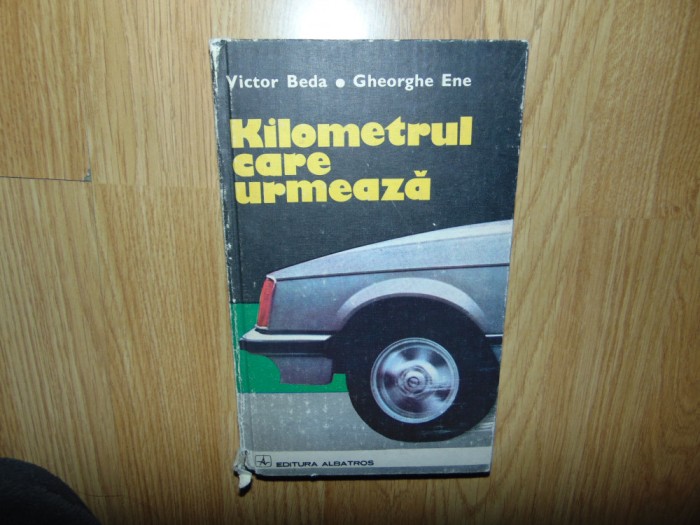 Victor Beda • Gheorghe Ene
Kilometrul
care
urmează
EDITURA ALBATROS